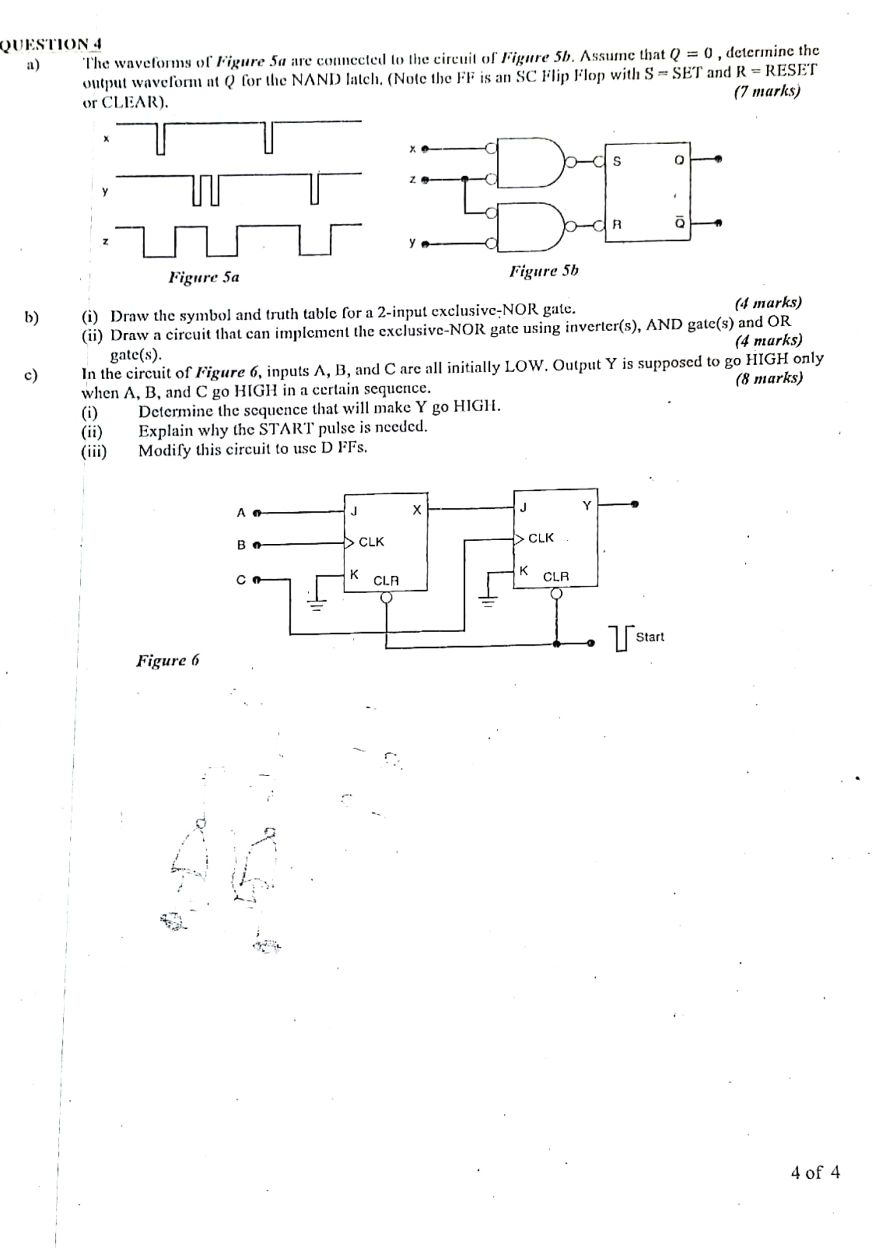 QUESTION 4
a) The waveforms of Figure 5a are connected to the circuit of Figure 5b. Assume that Q = 0 , determine the
output waveform at Q for the NAND latch. (Note the FF is an SC Flip Flop with S = SET and R = RESET
or CLEAR). (7 marks)
x
y
z
Figure 5a
X
Z
y
S
Q
R
Q̅
Figure 5b
b) (i) Draw the symbol and truth table for a 2-input exclusive-NOR gate. (4 marks)
(ii) Draw a circuit that can implement the exclusive-NOR gate using inverter(s), AND gate(s) and OR
gate(s). (4 marks)
c) In the circuit of Figure 6, inputs A, B, and C are all initially LOW. Output Y is supposed to go HIGH only
when A, B, and C go HIGH in a certain sequence. (8 marks)
(i) Determine the sequence that will make Y go HIGH.
(ii) Explain why the START pulse is needed.
(iii) Modify this circuit to use D FFs.
A
B
C
J
X
CLK
K
CLR
J
Y
CLK
K
CLR
Start
Figure 6
4 of 4